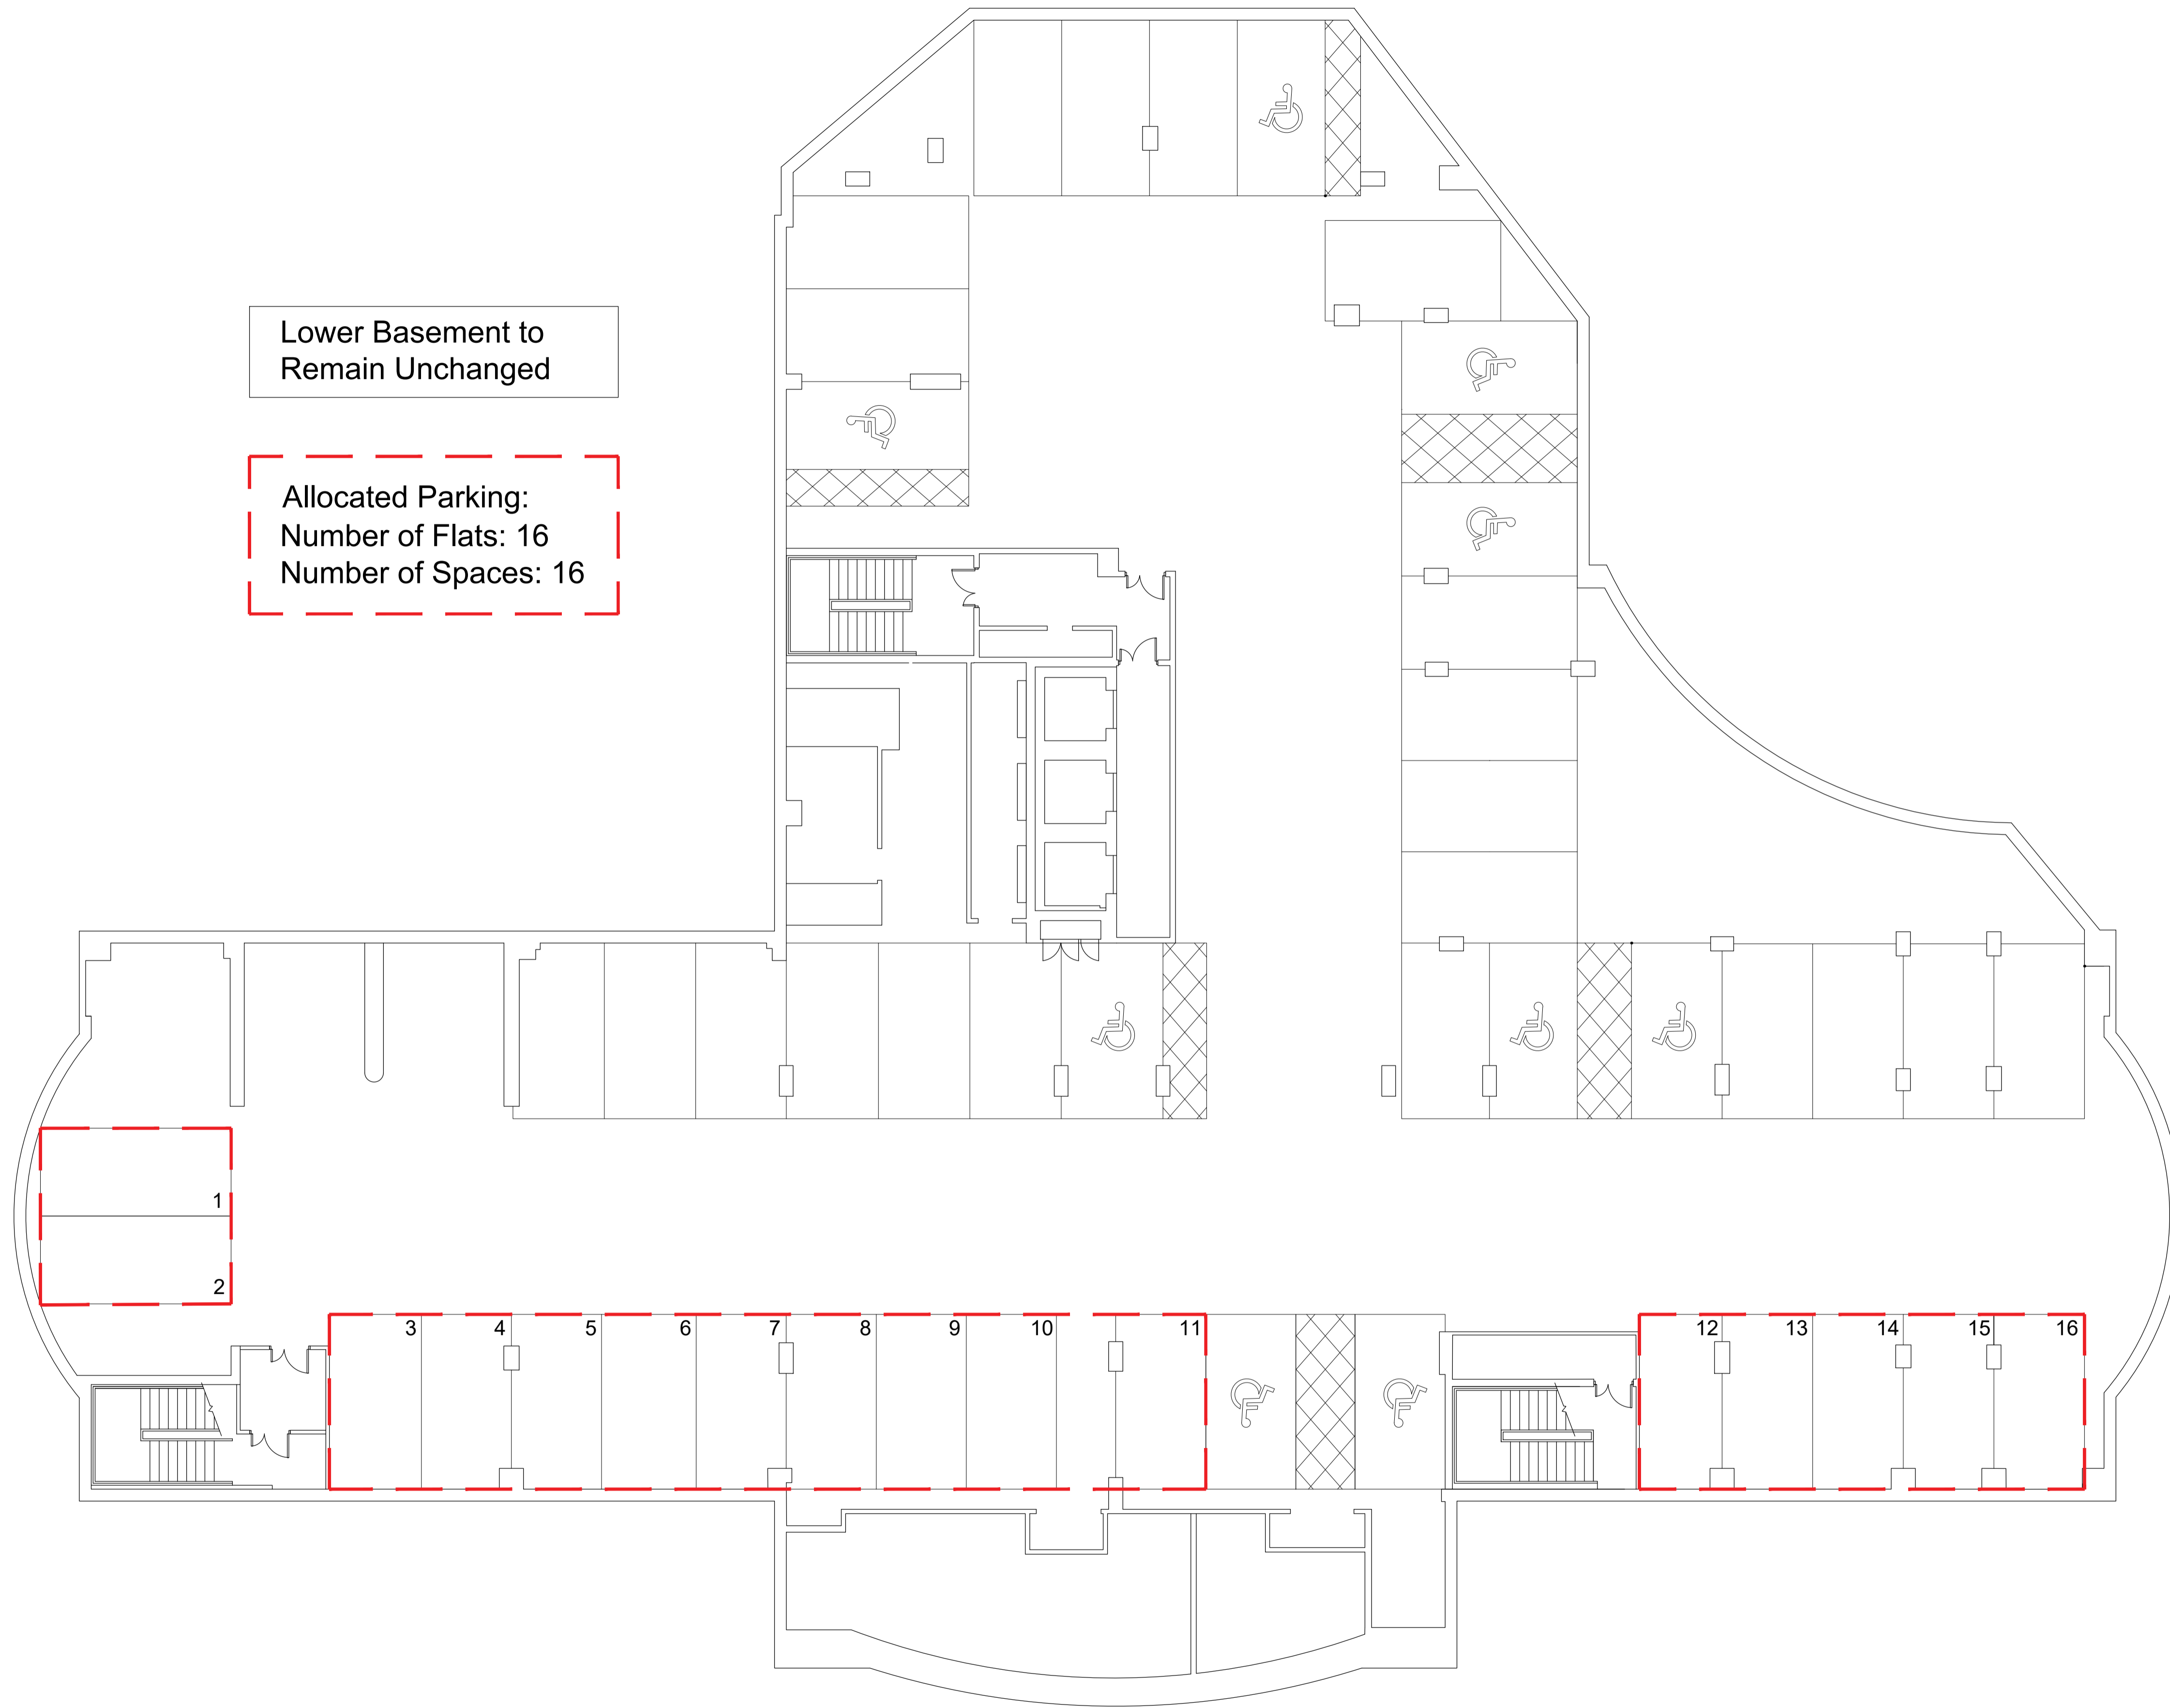 Lower Basement to
Remain Unchanged
Allocated Parking:
Number of Flats: 16
Number of Spaces: 16
1
2
3 4 5 6 7 8 9 10 11 12 13 14 15 16